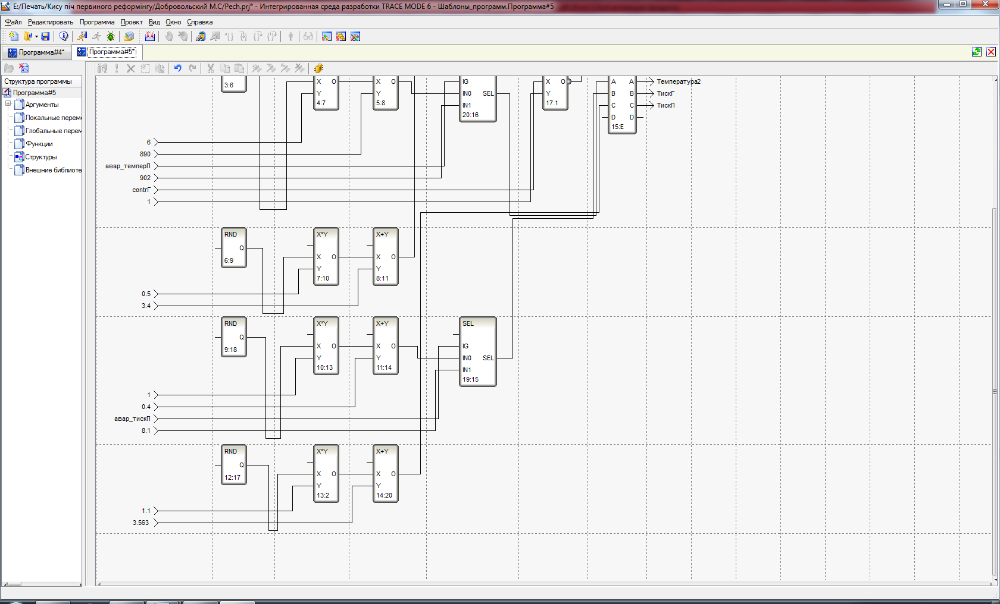 E:/Печать/Кису піч первиного реформінгу/Добровольский М.С/Pech.prj* - Интегрированная среда разработки TRACE MODE 6 - Шаблоны_программ.Программа#5
Файл Редактировать Программа Проект Вид Окно Справка
Программа#4* Программа#5*
Структура программы
Программа#5
Аргументы
Локальные перем
Глобальные перем
Функции
Структуры
Внешние библиоте
3:6
X O
Y
4:7
X O
Y
5:8
IG
IN0 SEL
IN1
20:16
X O
Y
17:1
A A
B B
C C
D D
15:E
Температура2
ТискГ
ТискП
6
890
авар_темперП
902
contrГ
1
RND
Q
6:9
X*Y
X O
Y
7:10
X+Y
X O
Y
8:11
0.5
3.4
RND
Q
9:18
X*Y
X O
Y
10:13
X+Y
X O
Y
11:14
SEL
IG
IN0 SEL
IN1
19:15
1
0.4
авар_тискП
8.1
RND
Q
12:17
X*Y
X O
Y
13:2
X+Y
X O
Y
14:20
1.1
3.563